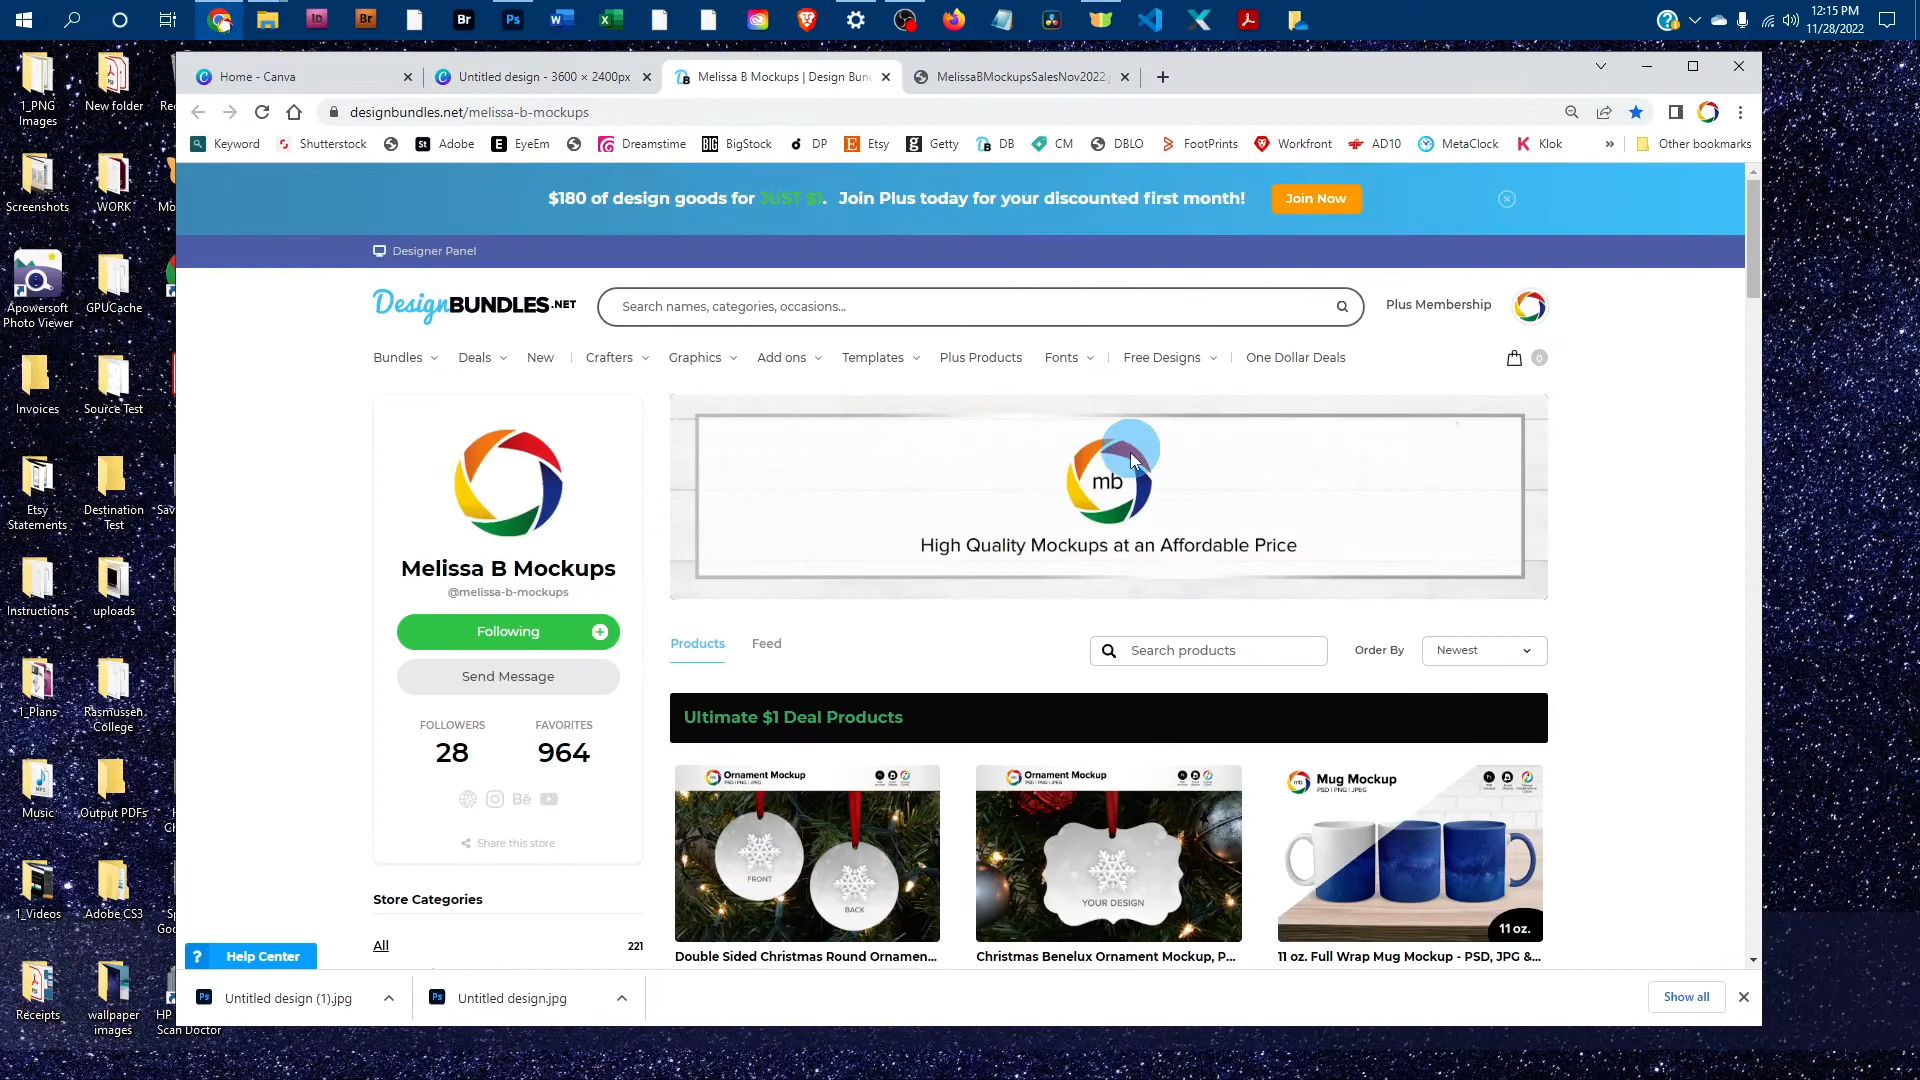 12:15 PM
11/28/2022
Home - Canva
Untitled design - 3600 × 2400px
Melissa B Mockups | Design Bun
MelissaBMockupsSalesNov2022.
designbundles.net/melissa-b-mockups
Keyword
Shutterstock
Adobe
EyeEm
Dreamstime
BigStock
DP
Etsy
Getty
DB
CM
DBLO
FootPrints
Workfront
AD10
MetaClock
Klok
Other bookmarks
$180 of design goods for JUST $1. Join Plus today for your discounted first month!
Join Now
Designer Panel
DesignBUNDLES.NET
Search names, categories, occasions...
Plus Membership
Bundles
Deals
New
Crafters
Graphics
Add ons
Templates
Plus Products
Fonts
Free Designs
One Dollar Deals
0
mb
High Quality Mockups at an Affordable Price
Melissa B Mockups
@melissa-b-mockups
Following
Send Message
FOLLOWERS
28
FAVORITES
964
Share this store
Store Categories
All
221
Products
Feed
Search products
Order By
Newest
Ultimate $1 Deal Products
Ornament Mockup
PSD | PNG | JPEG
FRONT
BACK
Double Sided Christmas Round Ornamen...
Ornament Mockup
PSD | PNG | JPEG
YOUR DESIGN
Christmas Benelux Ornament Mockup, P...
Mug Mockup
PSD | PNG | JPEG
11 oz.
11 oz. Full Wrap Mug Mockup - PSD, JPG &...
? Help Center
Untitled design (1).jpg
Untitled design.jpg
Show all
1_PNG
Images
New folder
Screenshots
WORK
Apowersoft
Photo Viewer
GPUCache
Invoices
Source Test
Etsy
Statements
Destination
Test
Instructions
uploads
1_Plans
Rasmussen
College
Music
Output PDFs
1_Videos
Adobe CS3
Receipts
wallpaper
images
HP
Scan Doctor